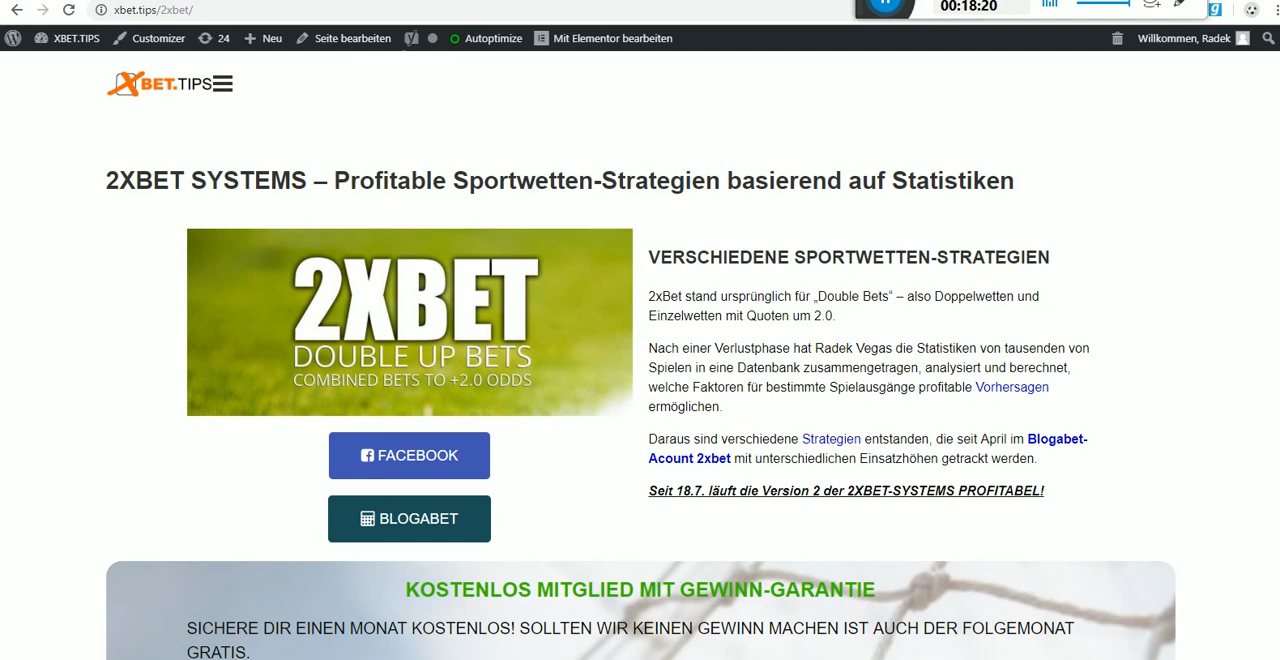 xbet.tips/2xbet/
00:18:20
XBET.TIPS Customizer 24 Neu Seite bearbeiten Autoptimize Mit Elementor bearbeiten Willkommen, Radek
XBET.TIPS
2XBET SYSTEMS – Profitable Sportwetten-Strategien basierend auf Statistiken
2XBET
DOUBLE UP BETS
COMBINED BETS TO +2.0 ODDS
FACEBOOK
BLOGABET
VERSCHIEDENE SPORTWETTEN-STRATEGIEN
2xBet stand ursprünglich für „Double Bets“ – also Doppelwetten und
Einzelwetten mit Quoten um 2.0.
Nach einer Verlustphase hat Radek Vegas die Statistiken von tausenden von
Spielen in eine Datenbank zusammengetragen, analysiert und berechnet,
welche Faktoren für bestimmte Spielausgänge profitable Vorhersagen
ermöglichen.
Daraus sind verschiedene Strategien entstanden, die seit April im Blogabet-
Acount 2xbet mit unterschiedlichen Einsatzhöhen getrackt werden.
Seit 18.7. läuft die Version 2 der 2XBET-SYSTEMS PROFITABEL!
KOSTENLOS MITGLIED MIT GEWINN-GARANTIE
SICHERE DIR EINEN MONAT KOSTENLOS! SOLLTEN WIR KEINEN GEWINN MACHEN IST AUCH DER FOLGEMONAT
GRATIS.